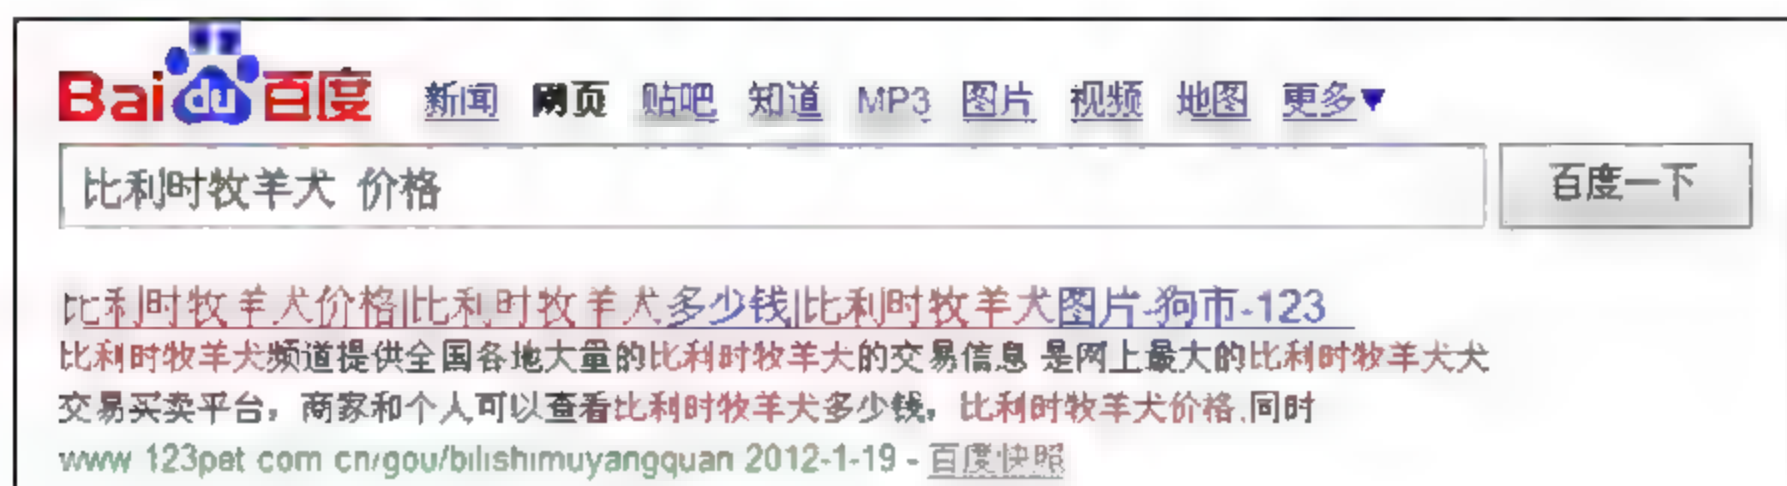 Bai du 百度 新闻 网页 贴吧 知道 MP3 图片 视频 地图 更多▼
比利时牧羊犬 价格 百度一下
比利时牧羊犬价格|比利时牧羊犬多少钱|比利时牧羊犬图片-狗市-123
比利时牧羊犬频道提供全国各地大量的比利时牧羊犬的交易信息 是网上最大的比利时牧羊犬犬
交易买卖平台，商家和个人可以查看比利时牧羊犬多少钱，比利时牧羊犬价格.同时
www 123pet com cn/gou/bilishimuyangquan 2012-1-19 - 百度快照